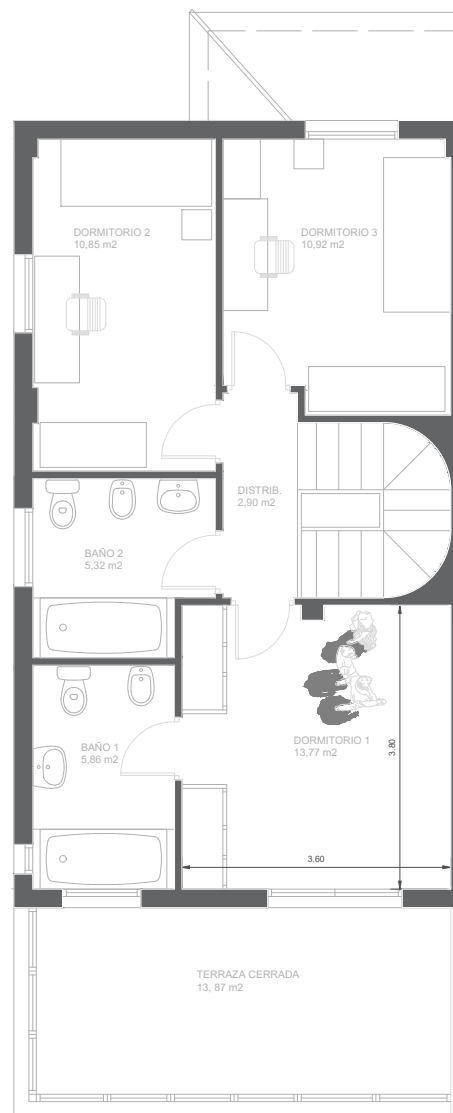 DORMITORIO 2
10,85 m2
DORMITORIO 3
10,92 m2
DISTRIB.
2,90 m2
BAÑO 2
5,32 m2
BAÑO 1
5,86 m2
DORMITORIO 1
13,77 m2
3.80
3.60
TERRAZA CERRADA
13, 87 m2